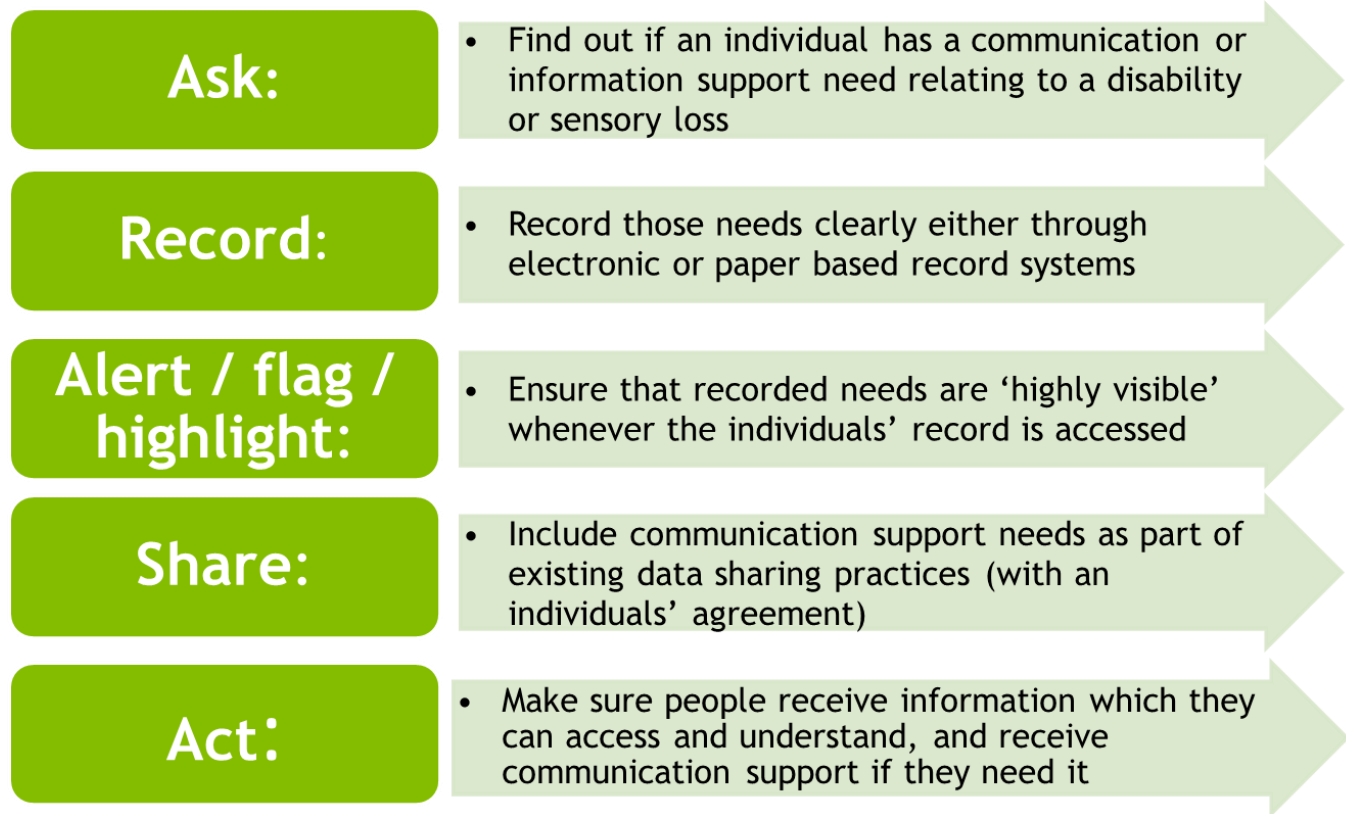 Ask:
• Find out if an individual has a communication or
information support need relating to a disability
or sensory loss
Record:
• Record those needs clearly either through
electronic or paper based record systems
Alert / flag /
highlight:
• Ensure that recorded needs are ‘highly visible’
whenever the individuals’ record is accessed
Share:
• Include communication support needs as part of
existing data sharing practices (with an
individuals’ agreement)
Act:
• Make sure people receive information which they
can access and understand, and receive
communication support if they need it